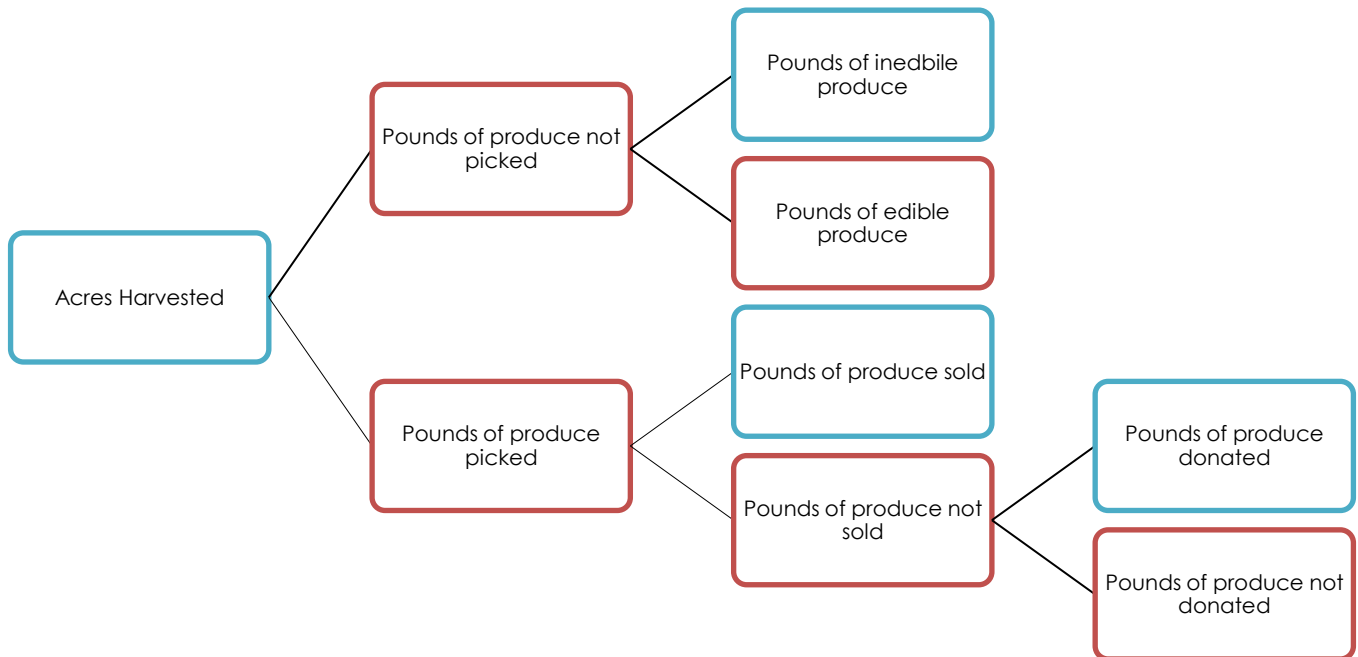 Acres Harvested
Pounds of produce not
picked
Pounds of inedbile
produce
Pounds of edible
produce
Pounds of produce
picked
Pounds of produce sold
Pounds of produce not
sold
Pounds of produce
donated
Pounds of produce not
donated